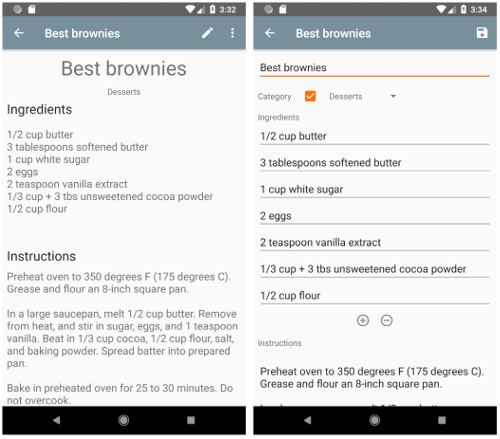 3:32
Best brownies
Best brownies
Desserts
Ingredients
1/2 cup butter
3 tablespoons softened butter
1 cup white sugar
2 eggs
2 teaspoon vanilla extract
1/3 cup + 3 tbs unsweetened cocoa powder
1/2 cup flour
Instructions
Preheat oven to 350 degrees F (175 degrees C).
Grease and flour an 8-inch square pan.
In a large saucepan, melt 1/2 cup butter. Remove
from heat, and stir in sugar, eggs, and 1 teaspoon
vanilla. Beat in 1/3 cup cocoa, 1/2 cup flour, salt,
and baking powder. Spread batter into prepared
pan.
Bake in preheated oven for 25 to 30 minutes. Do
not overcook.
3:34
Best brownies
Best brownies
Category
Desserts
Ingredients
1/2 cup butter
3 tablespoons softened butter
1 cup white sugar
2 eggs
2 teaspoon vanilla extract
1/3 cup + 3 tbs unsweetened cocoa powder
1/2 cup flour
Instructions
Preheat oven to 350 degrees F (175 degrees C).
Grease and flour an 8-inch square pan.